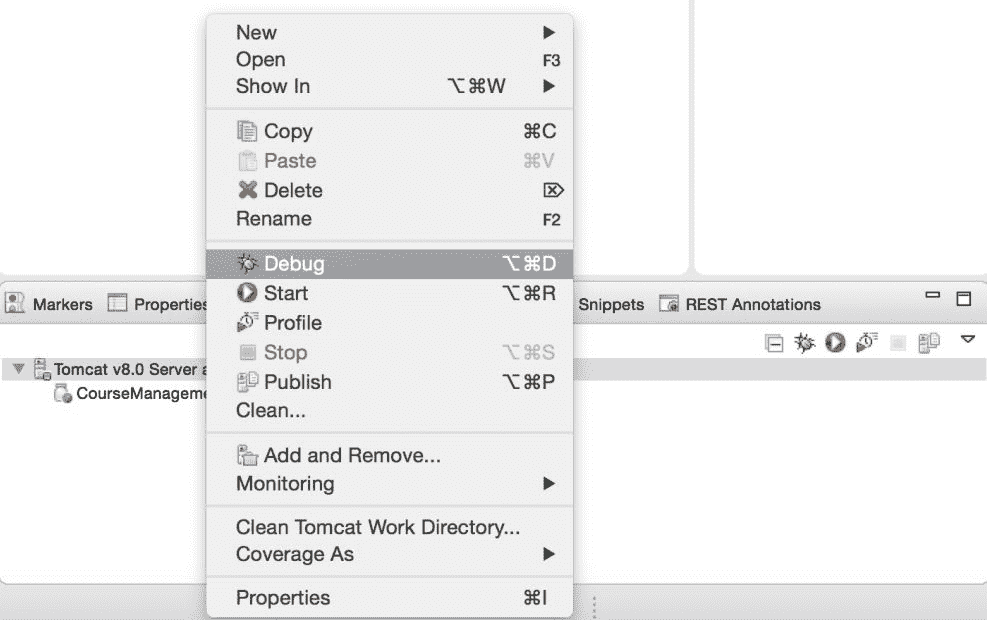 New
Open F3
Show In ⌥⌘W
Copy ⌘C
Paste ⌘V
Delete ⌦
Rename F2
Debug ⌥⌘D
Start ⌥⌘R
Profile
Stop ⌥⌘S
Publish ⌥⌘P
Clean...
Add and Remove...
Monitoring
Clean Tomcat Work Directory...
Coverage As
Properties ⌘I
Markers Properties Snippets REST Annotations
Tomcat v8.0 Server a
CourseManageme